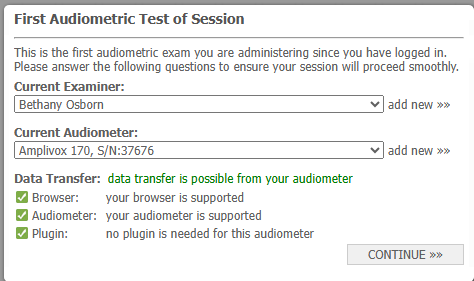 First Audiometric Test of Session
This is the first audiometric exam you are administering since you have logged in.
Please answer the following questions to ensure your session will proceed smoothly.
Current Examiner:
Bethany Osborn add new »»
Current Audiometer:
Amplivox 170, S/N:37676 add new »»
Data Transfer: data transfer is possible from your audiometer
Browser: your browser is supported
Audiometer: your audiometer is supported
Plugin: no plugin is needed for this audiometer
CONTINUE »»